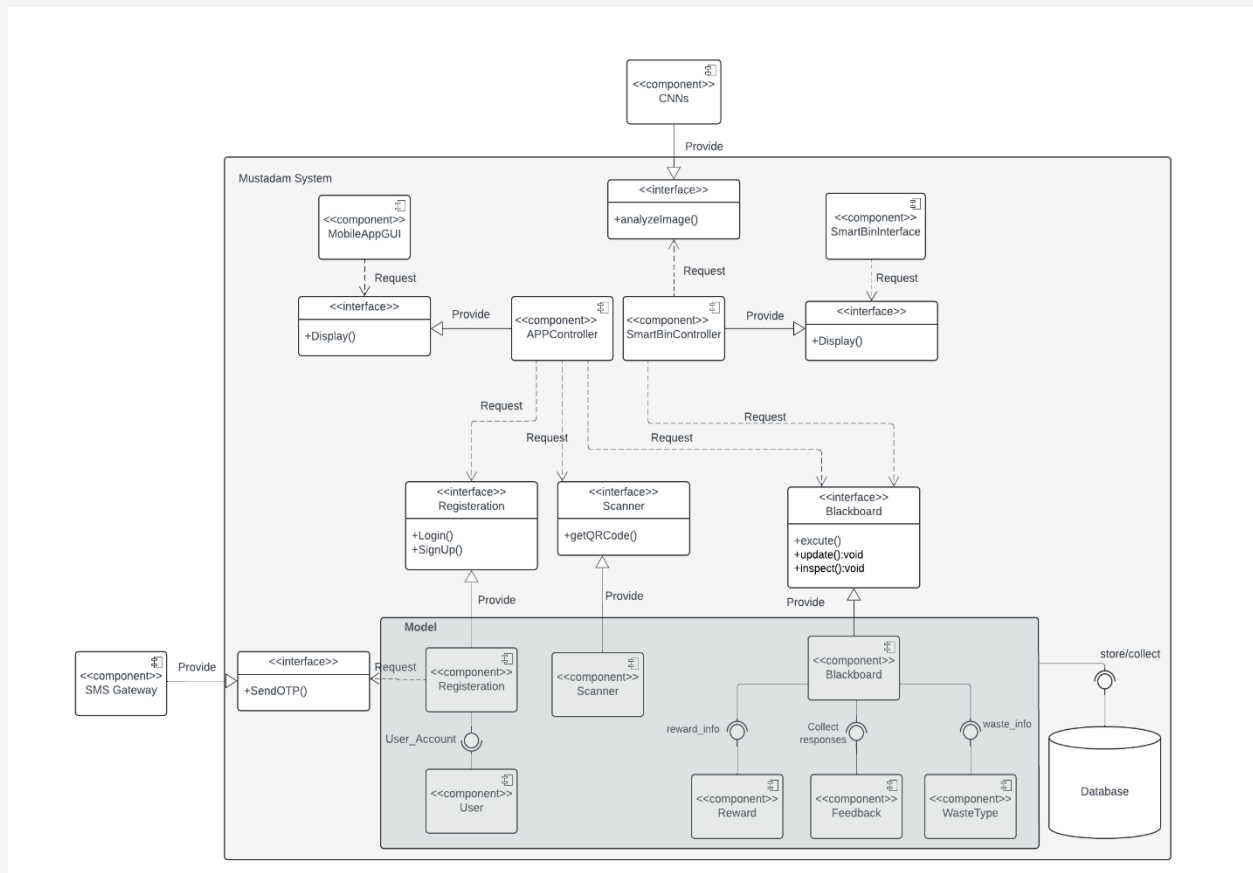 <<component>>
CNNs
Provide
Mustadam System
<<interface>>
+analyzeImage()
<<component>>
MobileAppGUI
<<component>>
SmartBinInterface
Request
Request
Request
<<interface>>
+Display()
Provide
<<component>>
APPController
<<component>>
SmartBinController
Provide
<<interface>>
+Display()
Request
Request
Request
Request
<<interface>>
Registeration
+Login()
+SignUp()
<<interface>>
Scanner
+getQRCode()
<<interface>>
Blackboard
+excute()
+update():void
+inspect():void
Provide
Provide
Provide
Model
<<component>>
SMS Gateway
Provide
<<interface>>
+SendOTP()
Request
<<component>>
Registeration
<<component>>
Scanner
<<component>>
Blackboard
store/collect
User_Account
reward_info
Collect
responses
waste_info
<<component>>
User
<<component>>
Reward
<<component>>
Feedback
<<component>>
WasteType
Database